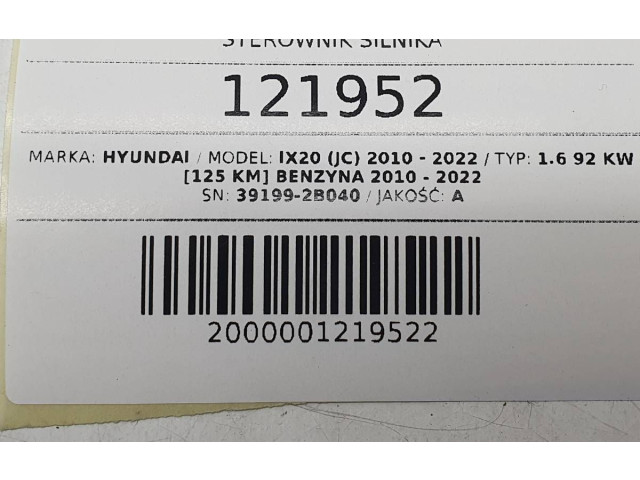 STEROWNIK SILNIKA
121952
MARKA: HYUNDAI / MODEL: IX20 (JC) 2010 - 2022 / TYP: 1.6 92 KW
[125 KM] BENZYNA 2010 - 2022
SN: 39199-2B040 / JAKOŚĆ: A
2000001219522